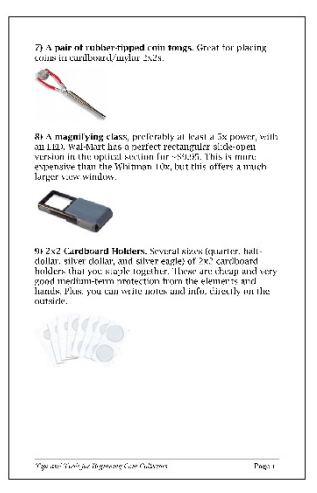 7) A pair of rubber-tipped coin tongs. Great for placing
coins in cardboard/mylar 2x2s.
8) A magnifying glass, preferably at least a 5x power, with
an LED. Wal-Mart has a perfect rectangular slide-open
version in the optical section for ~$9.95. This is more
expensive than the Whitman 10x, but this offers a much
larger view window.
9) 2x2 Cardboard Holders. Several sizes (quarter, half-
dollar, silver dollar, and silver eagle) of 2x2 cardboard
holders that you staple together. These are cheap and very
good medium-term protection from the elements and
hands. Plus, you can write notes and info. directly on the
outside.
Tips and Tools for Beginning Coin Collectors
Page